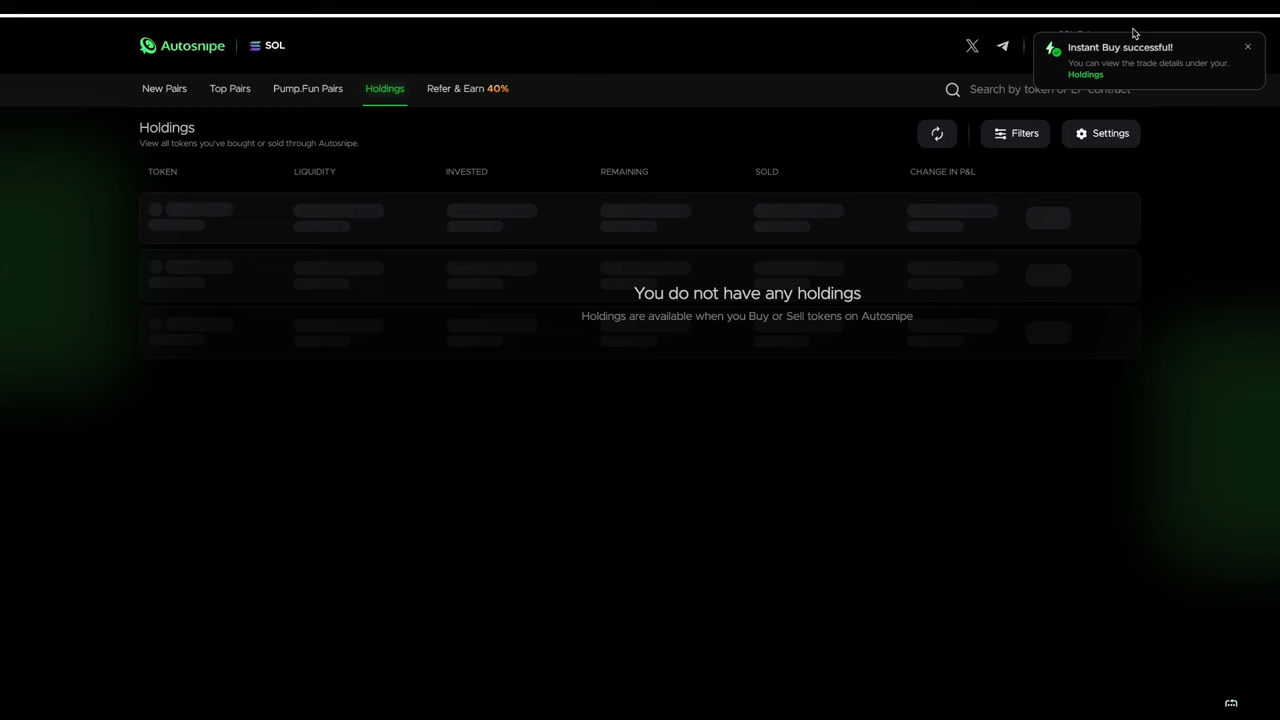 Autosnipe
SOL
Instant Buy successful!
You can view the trade details under your.
Holdings
New Pairs
Top Pairs
Pump.Fun Pairs
Holdings
Refer & Earn 40%
Search by token or LP contract
Holdings
View all tokens you've bought or sold through Autosnipe.
Filters
Settings
TOKEN
LIQUIDITY
INVESTED
REMAINING
SOLD
CHANGE IN P&L
You do not have any holdings
Holdings are available when you Buy or Sell tokens on Autosnipe